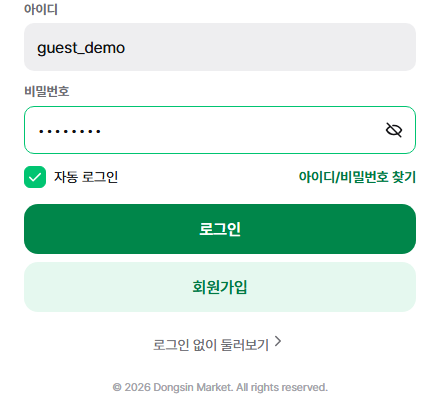 아이디
guest_demo
비밀번호
••••••••
자동 로그인
아이디/비밀번호 찾기
로그인
회원가입
로그인 없이 둘러보기 >
© 2026 Dongsin Market. All rights reserved.